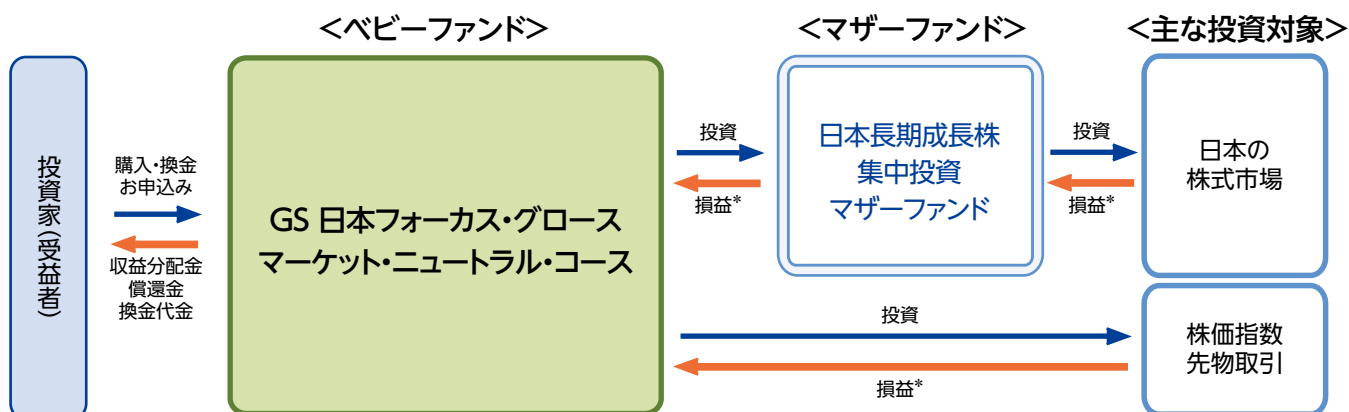 <ベビーファンド>
<マザーファンド>
<主な投資対象>
投資家(受益者)
購入・換金
お申込み
収益分配金
償還金
換金代金
GS 日本フォーカス・グロース
マーケット・ニュートラル・コース
投資
損益*
日本長期成長株
集中投資
マザーファンド
投資
損益*
日本の
株式市場
投資
損益*
株価指数
先物取引